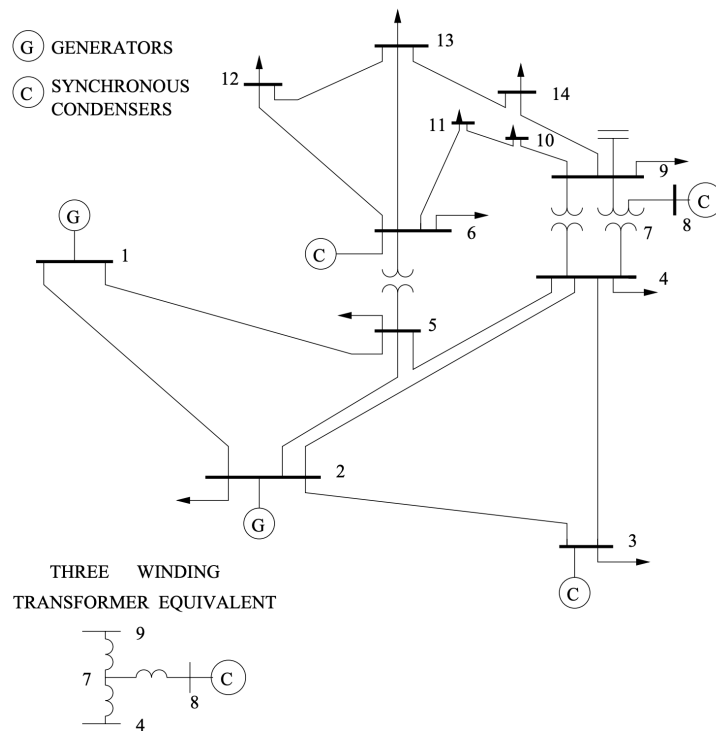 G GENERATORS
C SYNCHRONOUS
CONDENSERS
13
12
14
11
10
9
G
C
6
7
C
8
1
4
5
2
G
3
C
THREE WINDING
TRANSFORMER EQUIVALENT
9
7
C
8
4